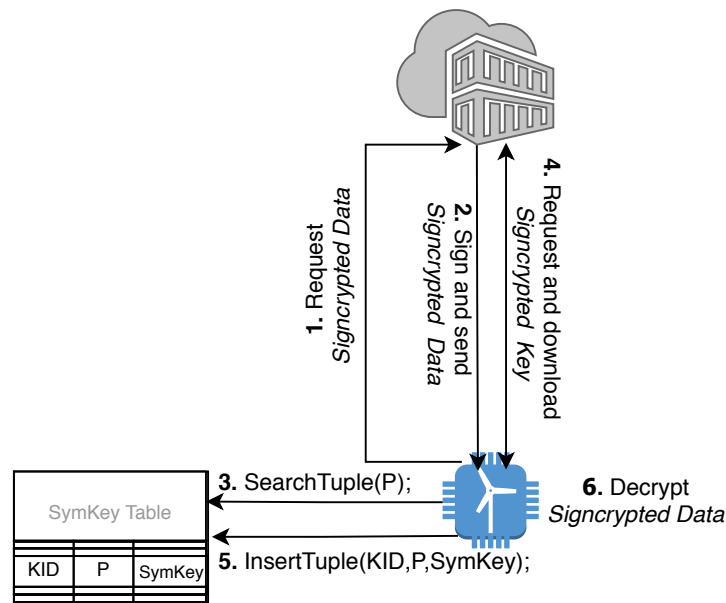 1. Request
Signcrypted Data
2. Sign and send
Signcrypted Data
4. Request and download
Signcrypted Key
3. SearchTuple(P);
SymKey Table
6. Decrypt
Signcrypted Data
5. InsertTuple(KID,P,SymKey);
KID P SymKey